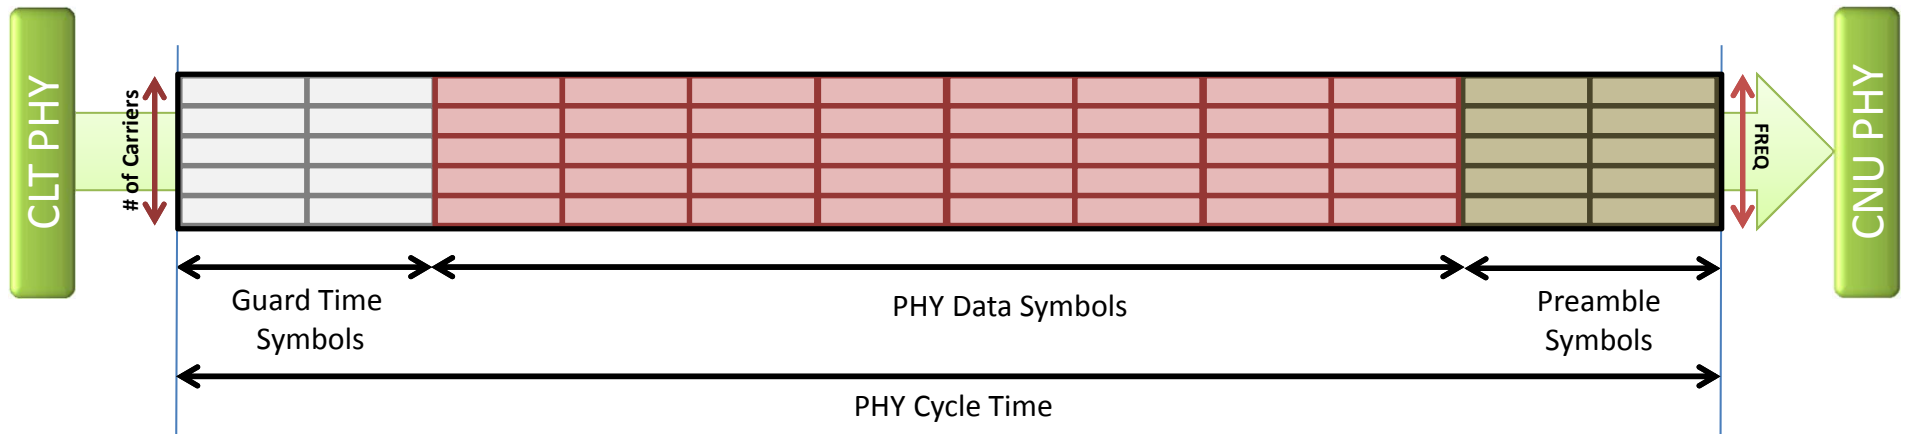 CLT PHY
# of Carriers
FREQ
CNU PHY
Guard Time
Symbols
PHY Data Symbols
Preamble
Symbols
PHY Cycle Time